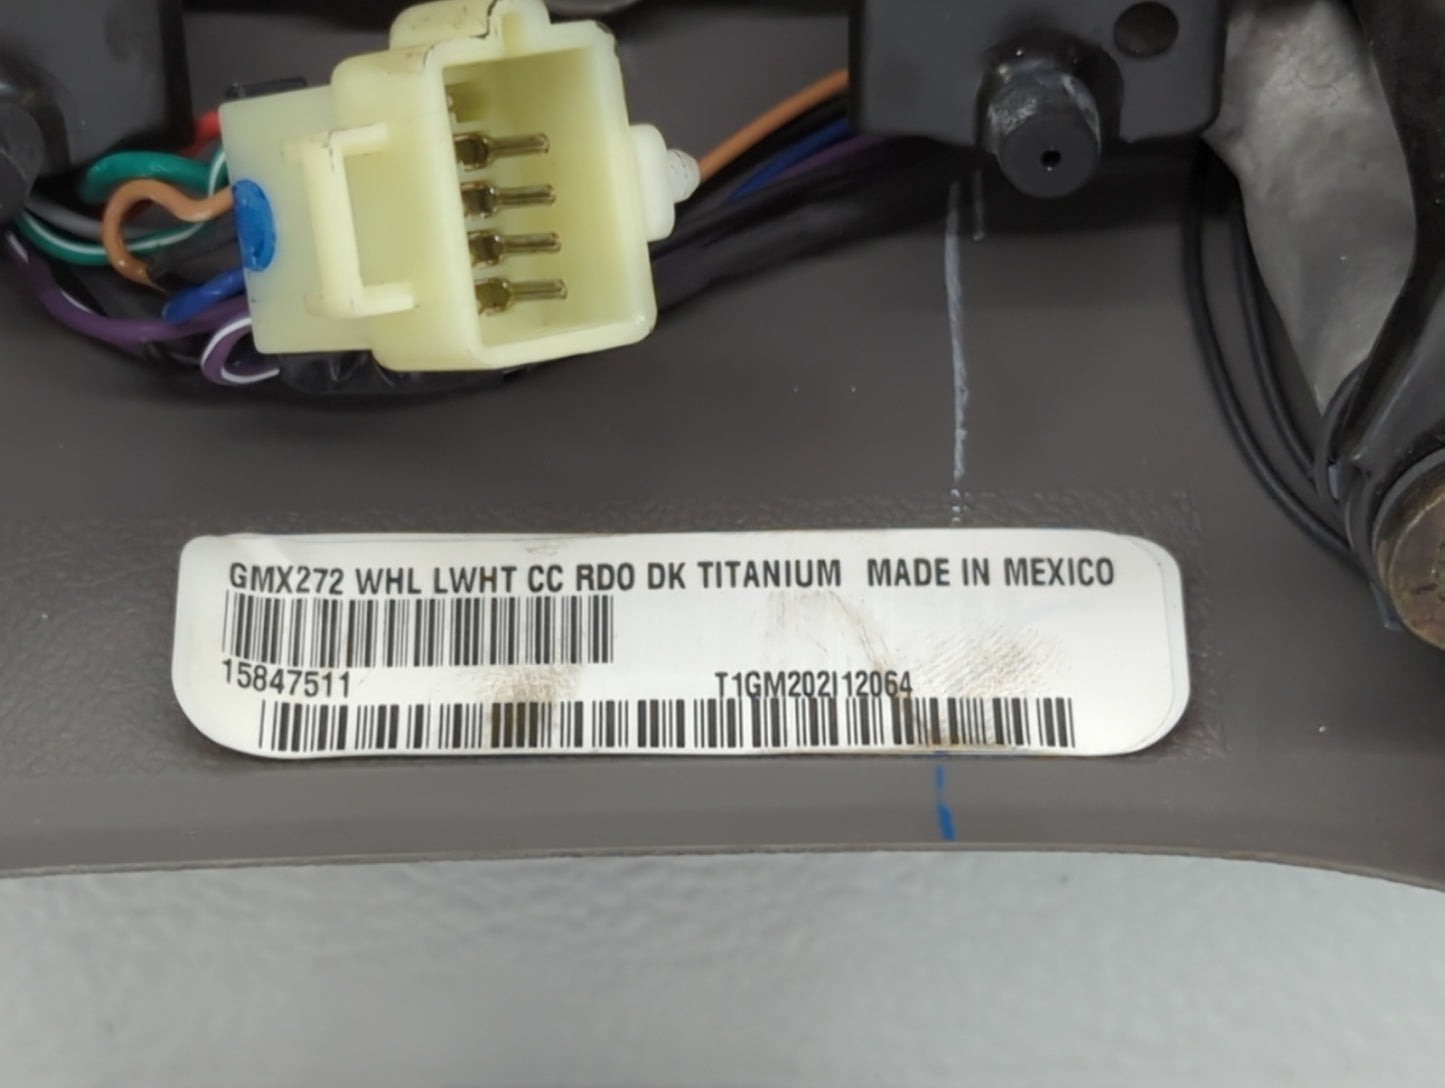 GMX272 WHL LWHT CC RDO DK TITANIUM MADE IN MEXICO
15847511 T1GM202I12064